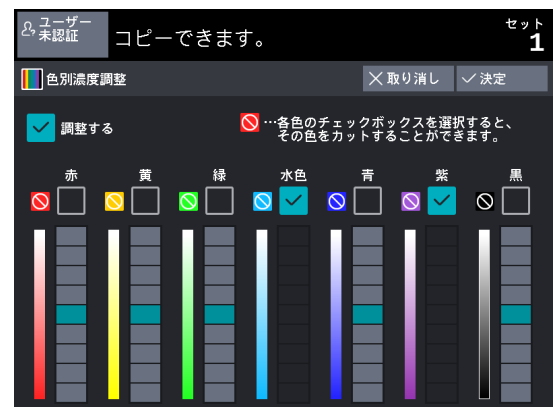 ユーザー
未認証
コピーできます。
セット
1
色別濃度調整
取り消し
決定
調整する
…各色のチェックボックスを選択すると、
その色をカットすることができます。
赤
黄
緑
水色
青
紫
黒